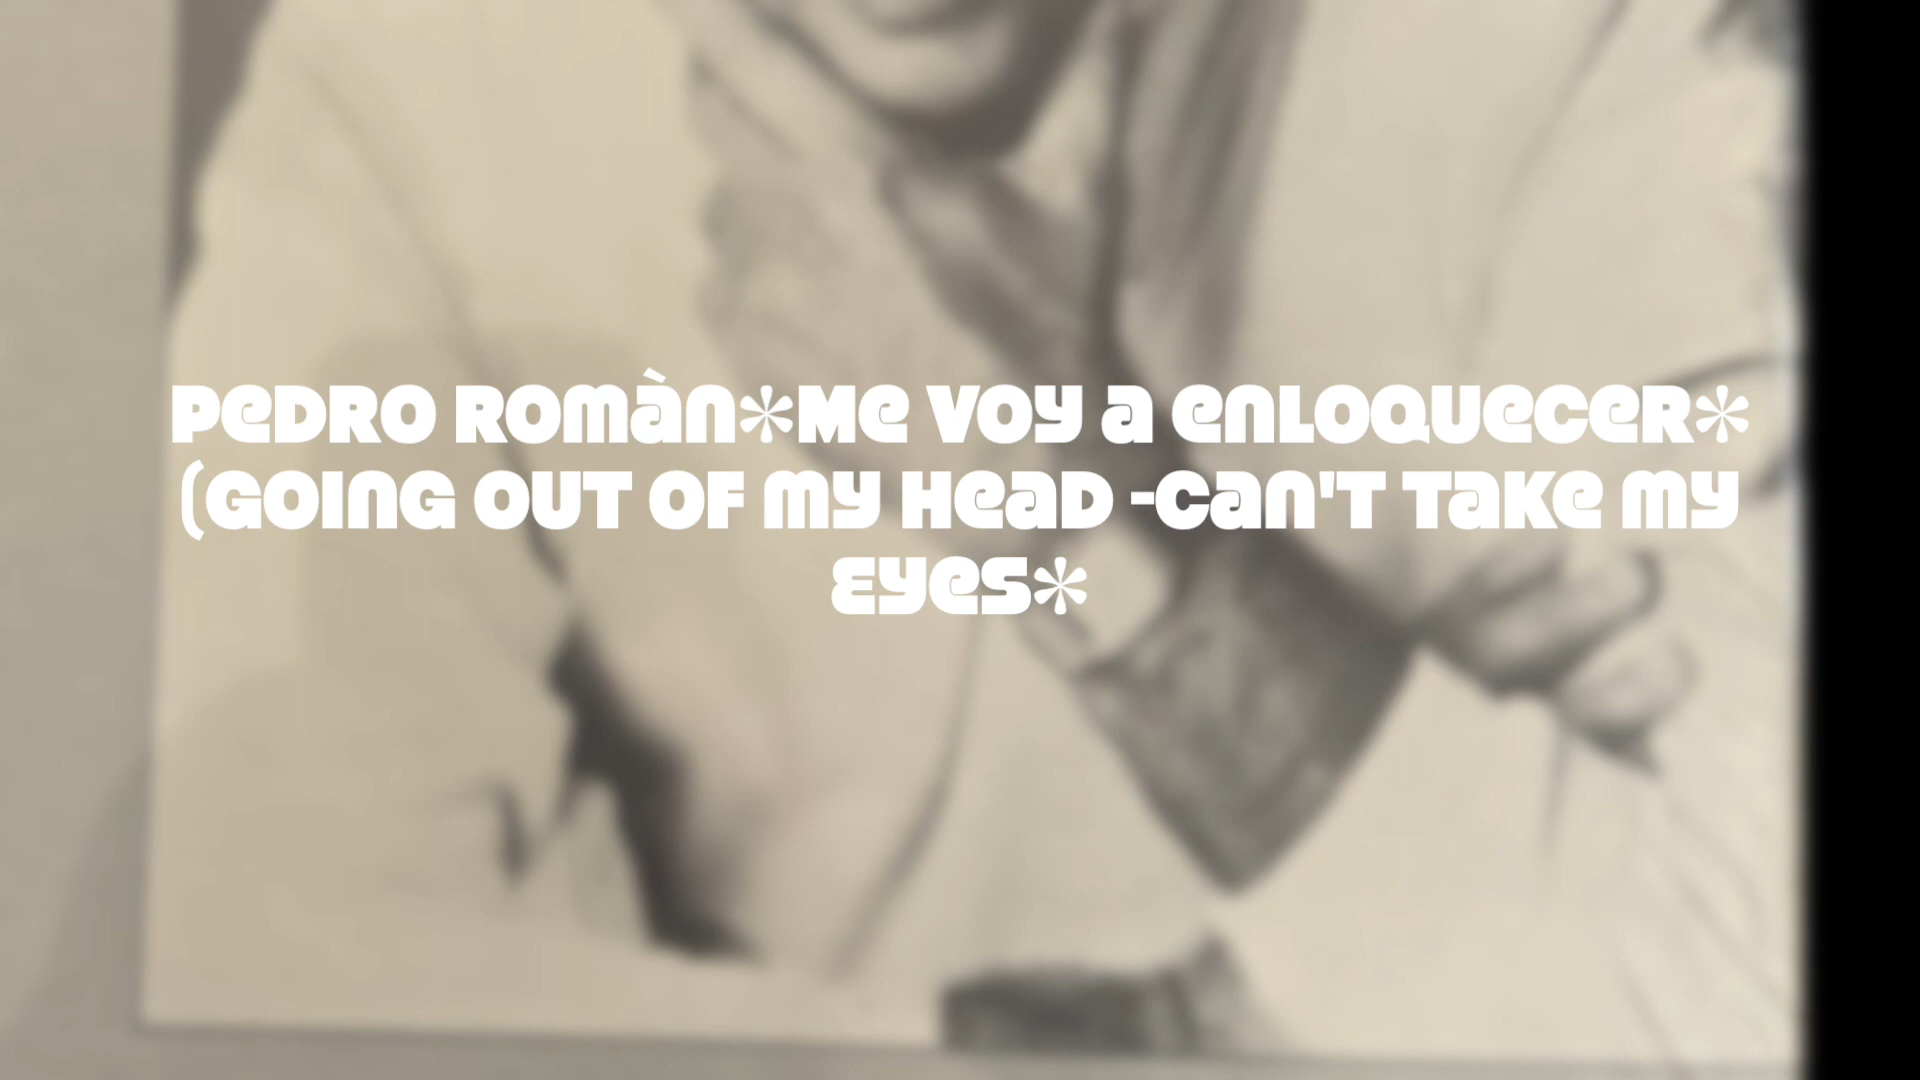 PEDRO ROMÀN*ME VOY A ENLOQUECER*
(GOING OUT OF MY HEAD -CAN'T TAKE MY
EYES*